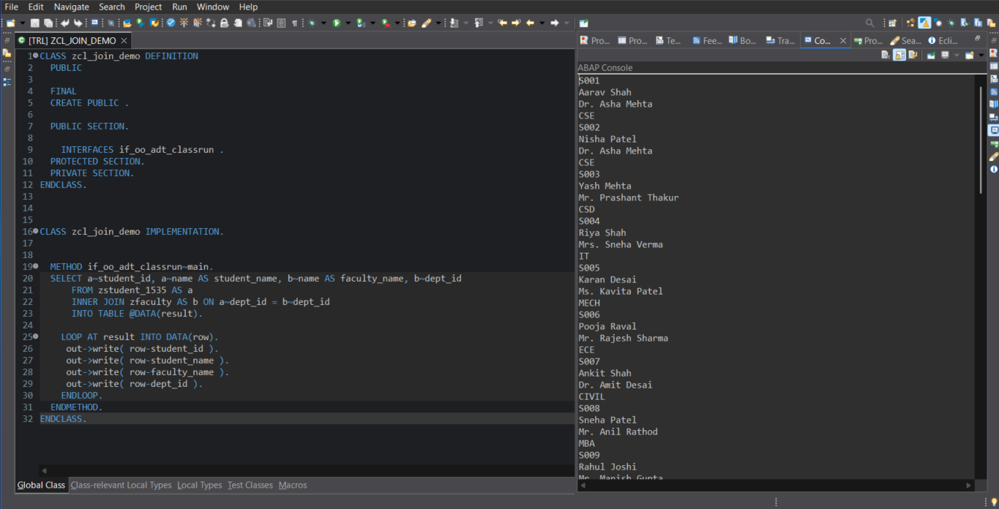 File Edit Navigate Search Project Run Window Help
[TRL] ZCL_JOIN_DEMO
1 CLASS zcl_join_demo DEFINITION
2 PUBLIC
3
4 FINAL
5 CREATE PUBLIC .
6
7 PUBLIC SECTION.
8
9 INTERFACES if_oo_adt_classrun .
10 PROTECTED SECTION.
11 PRIVATE SECTION.
12 ENDCLASS.
13
14
15
16 CLASS zcl_join_demo IMPLEMENTATION.
17
18
19 METHOD if_oo_adt_classrun~main.
20 SELECT a~student_id, a~name AS student_name, b~name AS faculty_name, b~dept_id
21 FROM zstudent_1535 AS a
22 INNER JOIN zfaculty AS b ON a~dept_id = b~dept_id
23 INTO TABLE @DATA(result).
24
25 LOOP AT result INTO DATA(row).
26 out->write( row-student_id ).
27 out->write( row-student_name ).
28 out->write( row-faculty_name ).
29 out->write( row-dept_id ).
30 ENDLOOP.
31 ENDMETHOD.
32 ENDCLASS.
Global Class Class-relevant Local Types Local Types Test Classes Macros
Pro... Pro... Te... Fee... Bo... Tra... Co... Pro... Sea... Ecli...
ABAP Console
S001
Aarav Shah
Dr. Asha Mehta
CSE
S002
Nisha Patel
Dr. Asha Mehta
CSE
S003
Yash Mehta
Mr. Prashant Thakur
CSD
S004
Riya Shah
Mrs. Sneha Verma
IT
S005
Karan Desai
Ms. Kavita Patel
MECH
S006
Pooja Raval
Mr. Rajesh Sharma
ECE
S007
Ankit Shah
Dr. Amit Desai
CIVIL
S008
Sneha Patel
Mr. Anil Rathod
MBA
S009
Rahul Joshi
Mr. Manish Gupta